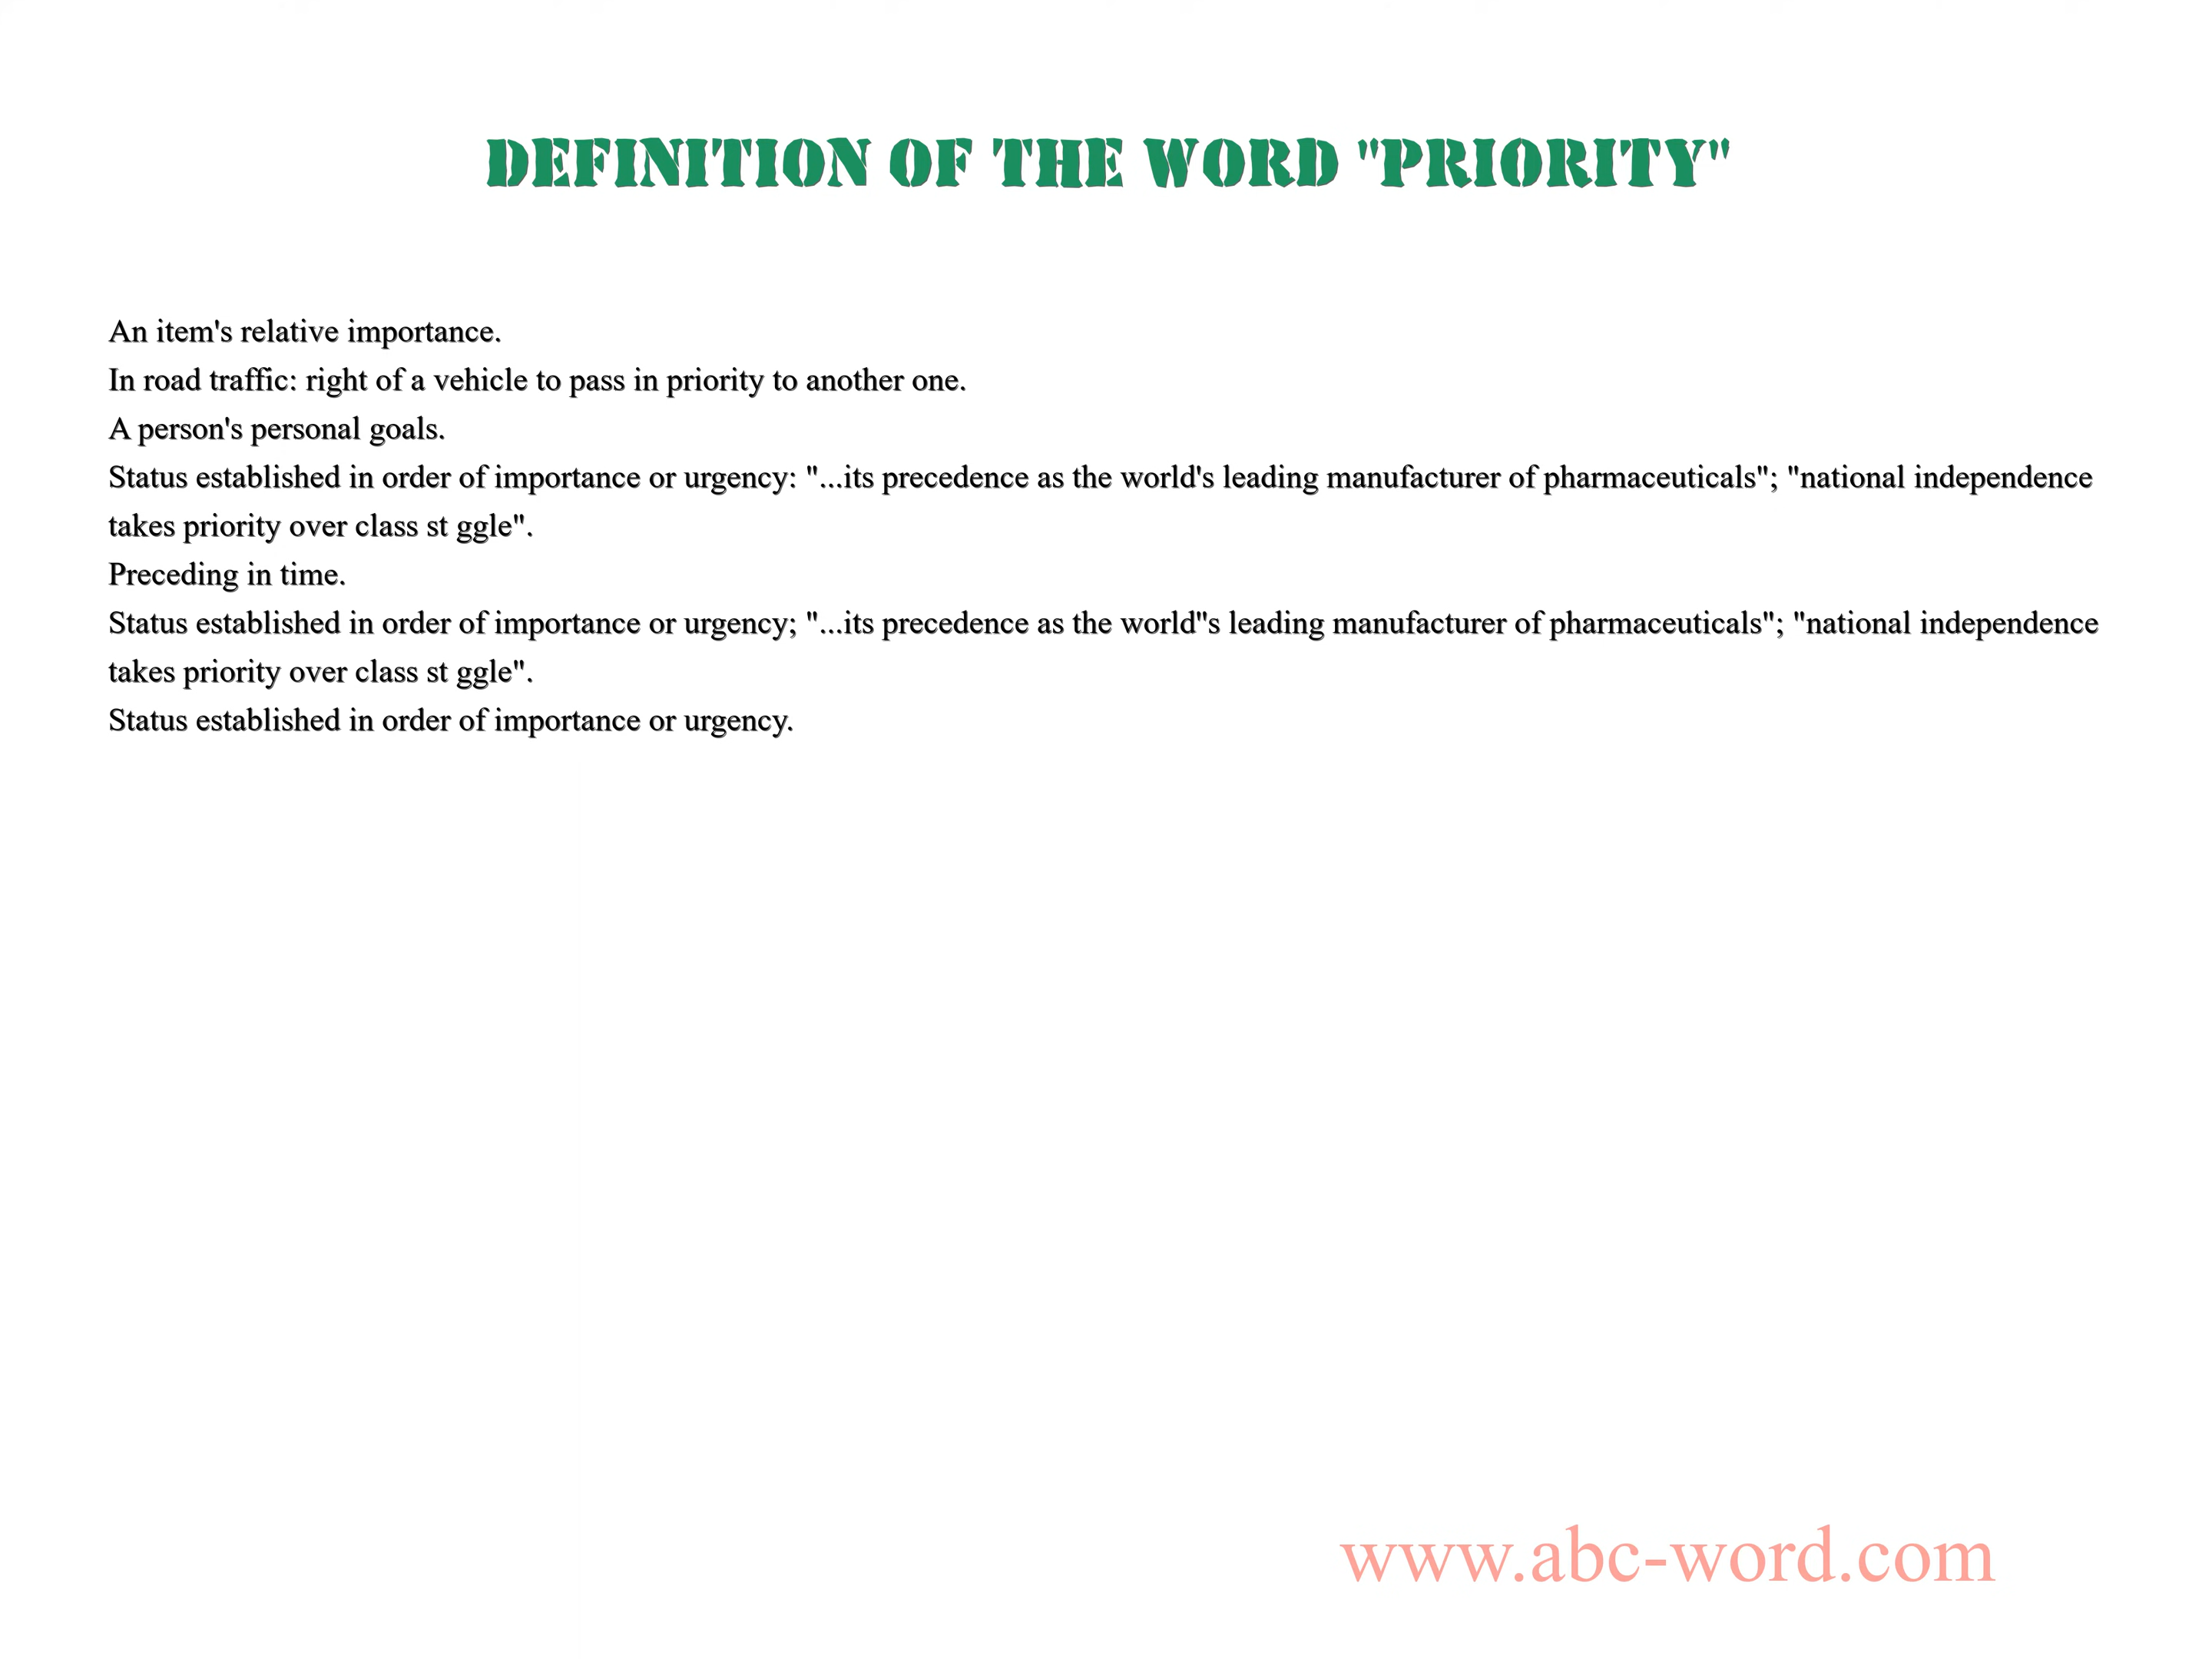 DEFINITION OF THE WORD "PRIORITY"
An item's relative importance.
In road traffic: right of a vehicle to pass in priority to another one.
A person's personal goals.
Status established in order of importance or urgency: "...its precedence as the world's leading manufacturer of pharmaceuticals"; "national independence
takes priority over class st ggle".
Preceding in time.
Status established in order of importance or urgency; "...its precedence as the world"s leading manufacturer of pharmaceuticals"; "national independence
takes priority over class st ggle".
Status established in order of importance or urgency.
www.abc-word.com